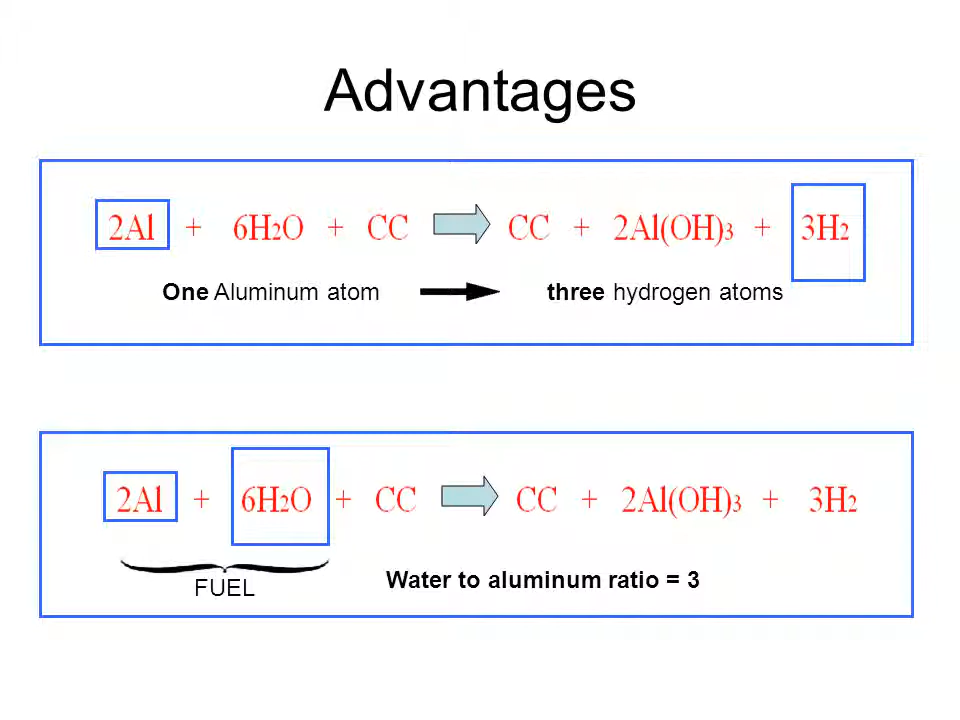 Advantages
2Al + 6H2O + CC CC + 2Al(OH)3 + 3H2
One Aluminum atom three hydrogen atoms
2Al + 6H2O + CC CC + 2Al(OH)3 + 3H2
FUEL Water to aluminum ratio = 3